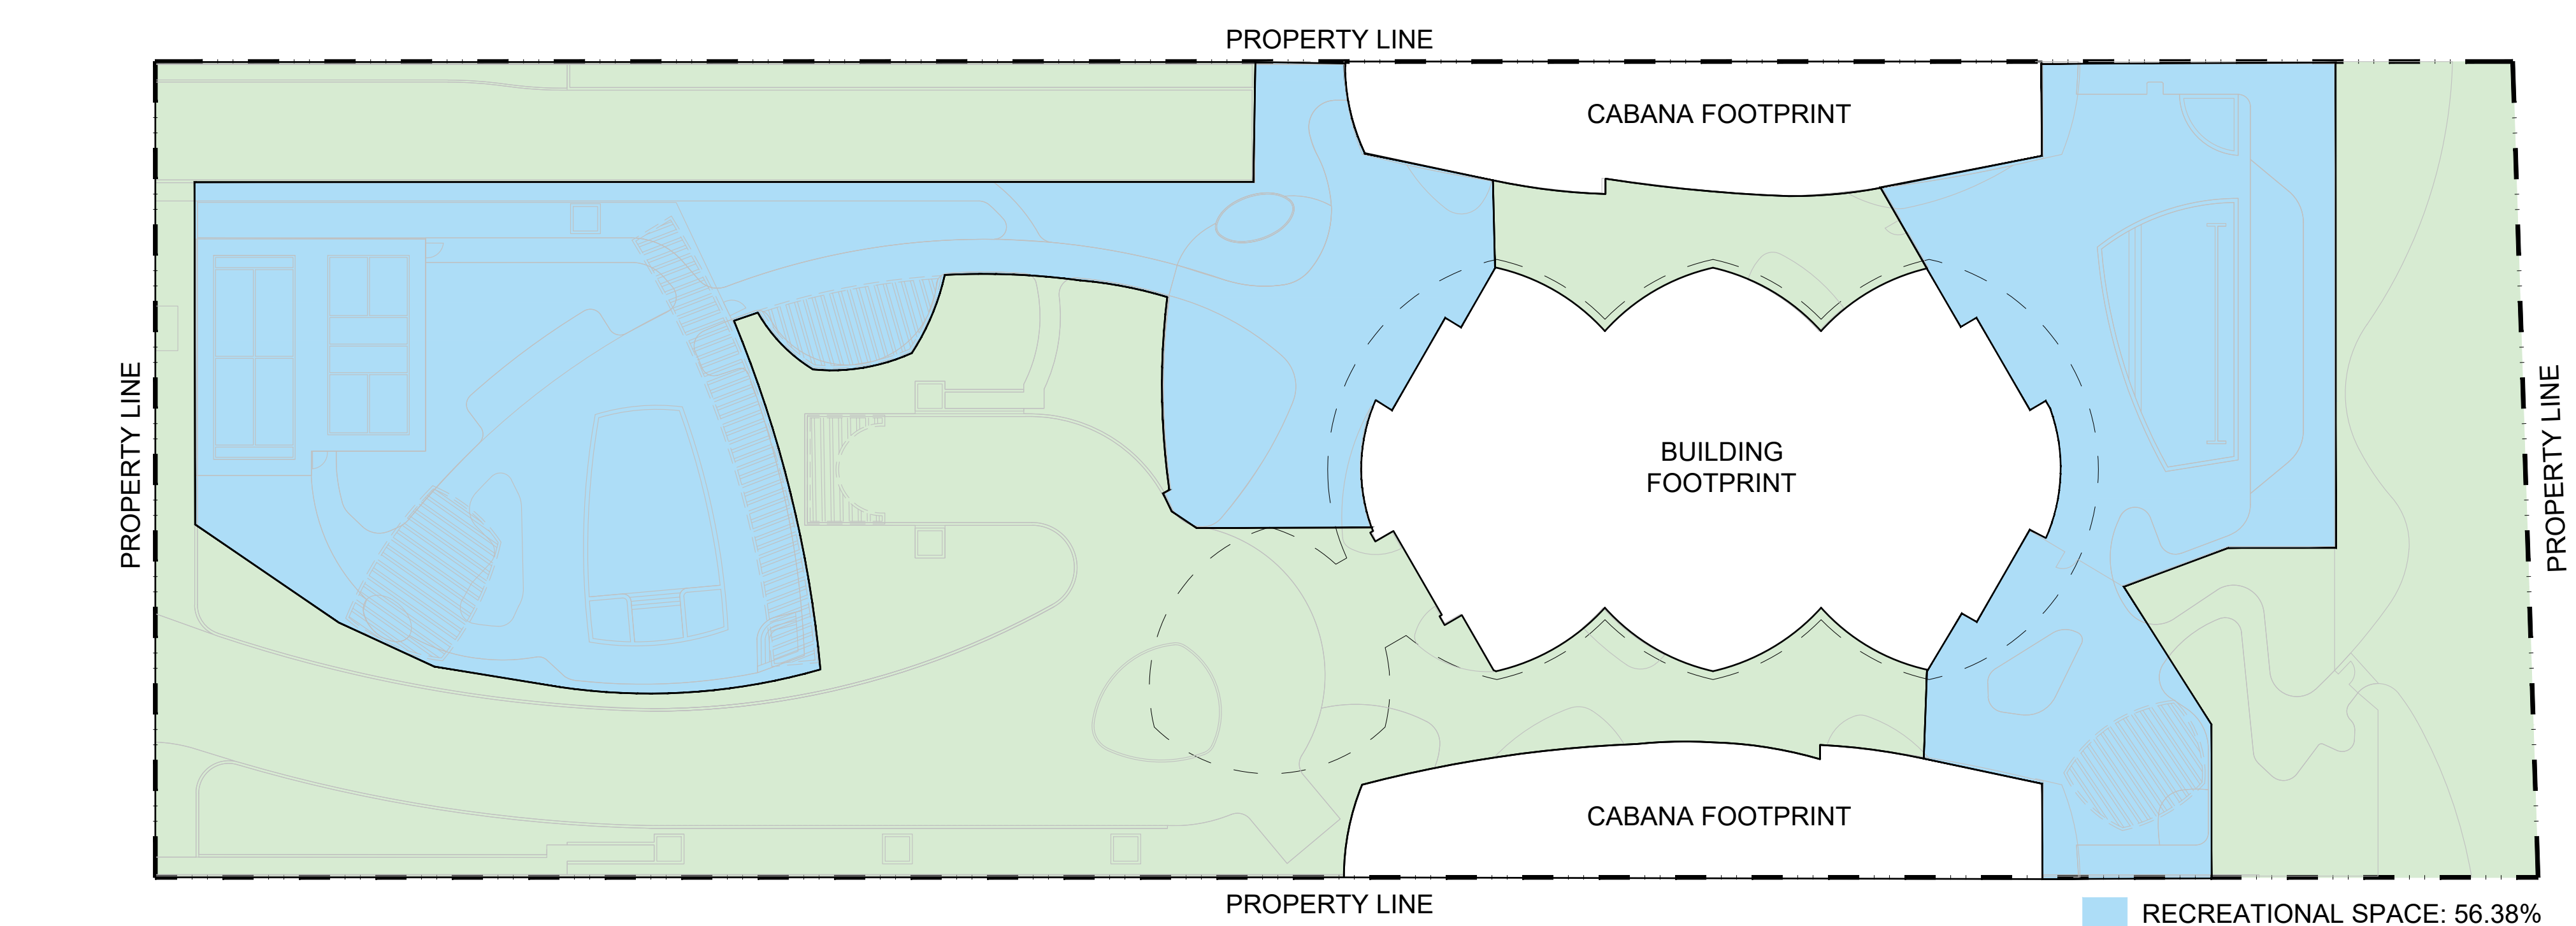 PROPERTY LINE
CABANA FOOTPRINT
PROPERTY LINE
BUILDING
FOOTPRINT
PROPERTY LINE
CABANA FOOTPRINT
PROPERTY LINE
RECREATIONAL SPACE: 56.38%